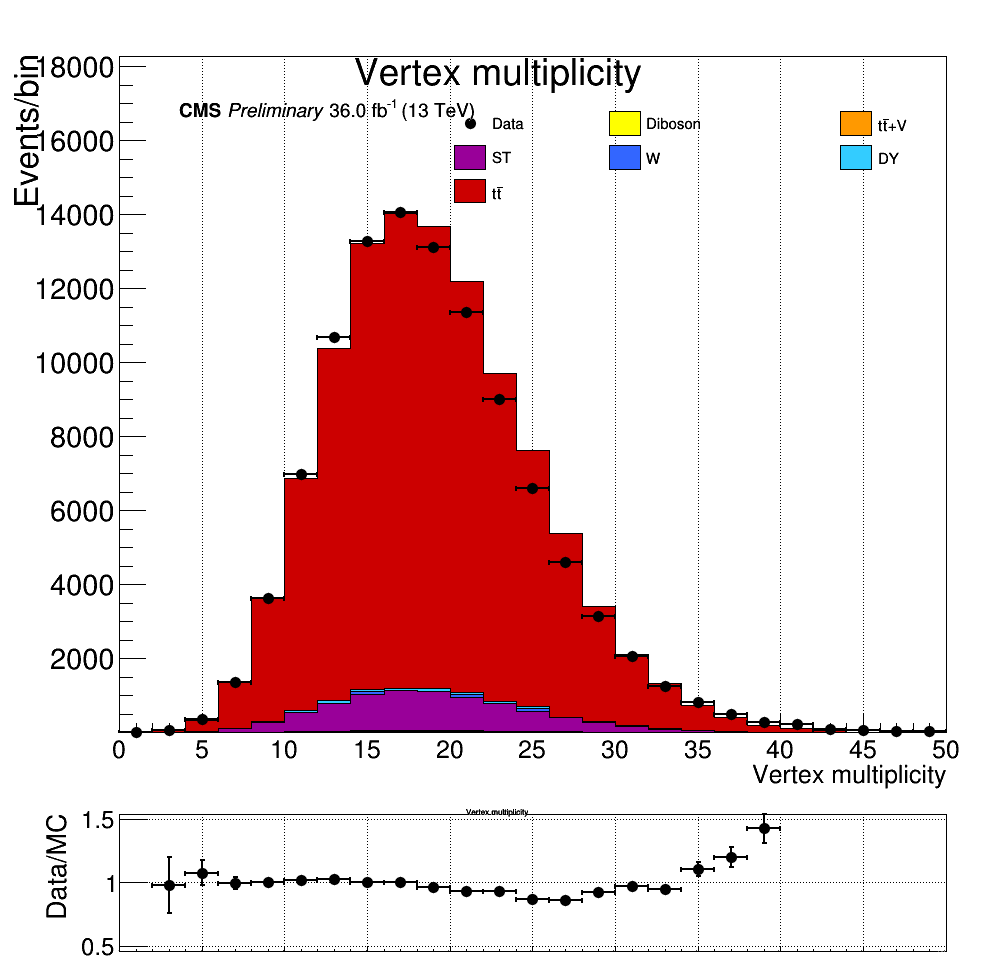 Vertex multiplicity
CMS Preliminary 36.0 fb⁻¹ (13 TeV)
Events/bin
Data
Diboson
tt̄+V
ST
W
DY
tt̄
18000
16000
14000
12000
10000
8000
6000
4000
2000
0 5 10 15 20 25 30 35 40 45 50
Vertex multiplicity
Vertex multiplicity
Data/MC
1.5
1
0.5